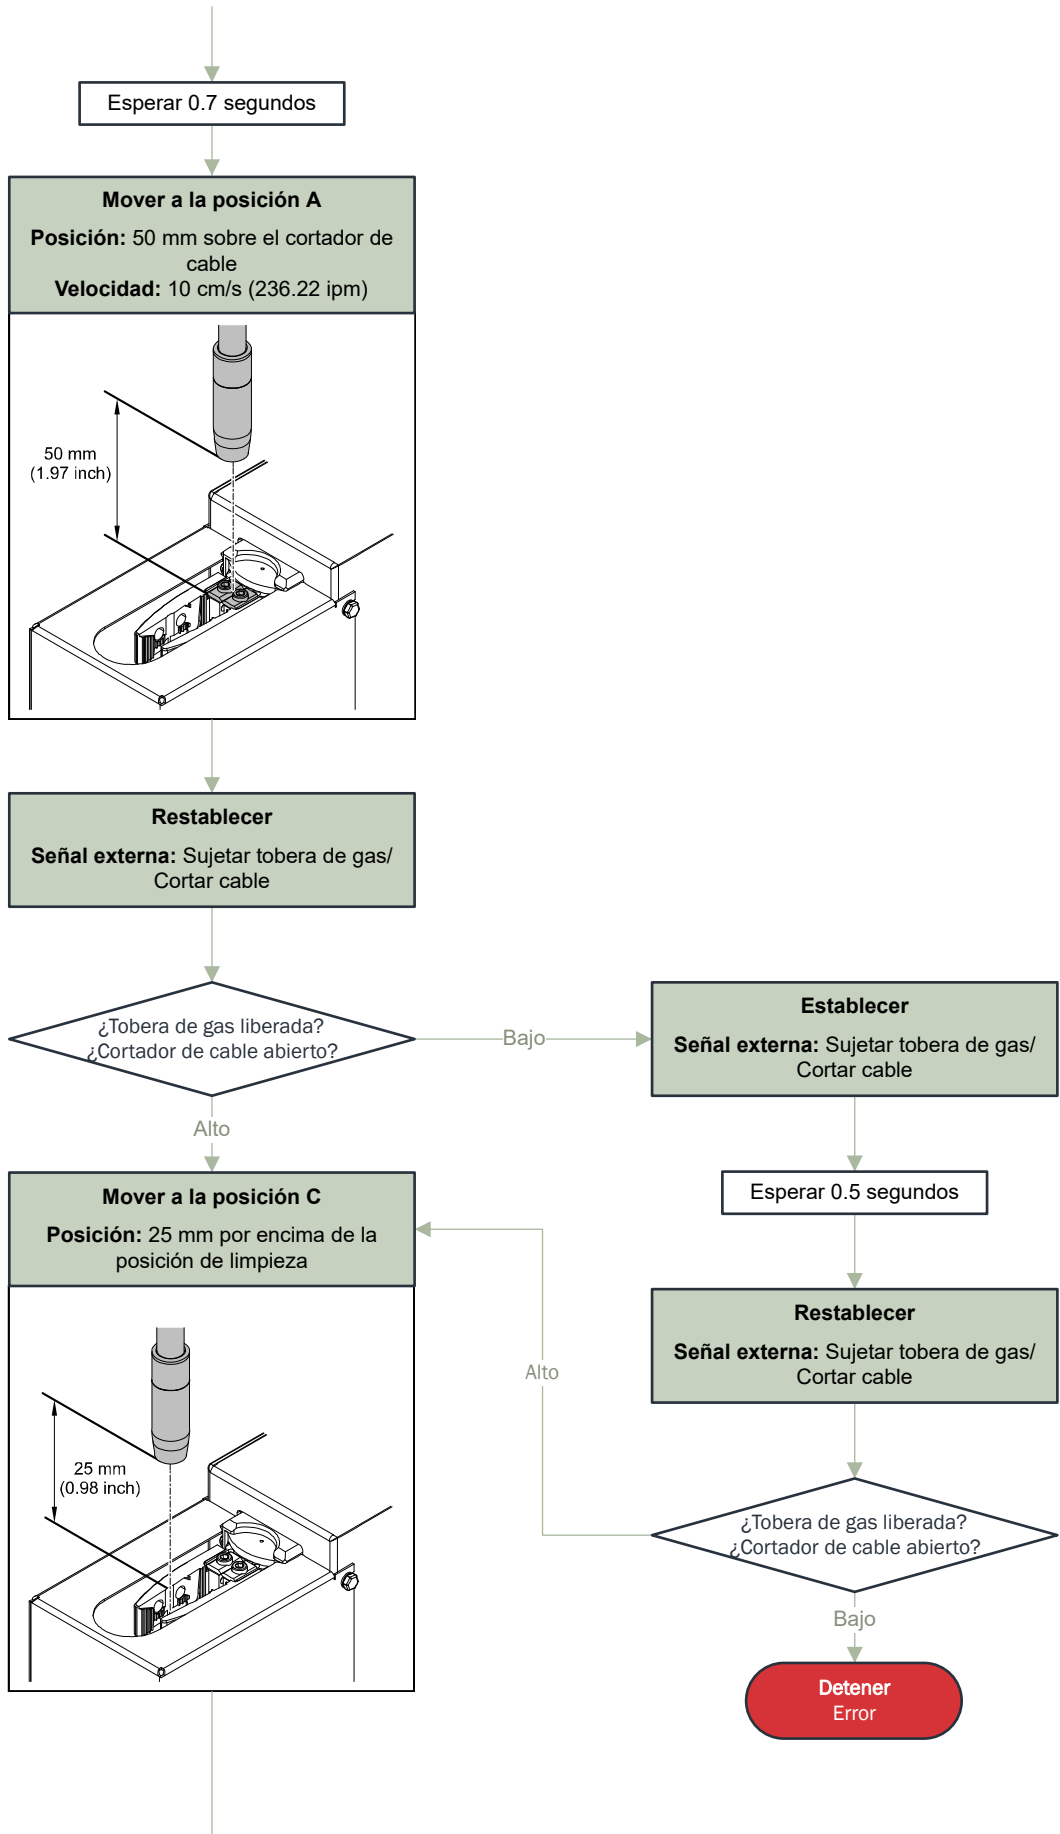 Esperar 0.7 segundos
Mover a la posición A
Posición: 50 mm sobre el cortador de
cable
Velocidad: 10 cm/s (236.22 ipm)
50 mm
(1.97 inch)
Restablecer
Señal externa: Sujetar tobera de gas/
Cortar cable
¿Tobera de gas liberada?
¿Cortador de cable abierto?
Bajo
Establecer
Señal externa: Sujetar tobera de gas/
Cortar cable
Alto
Esperar 0.5 segundos
Mover a la posición C
Posición: 25 mm por encima de la
posición de limpieza
Restablecer
Señal externa: Sujetar tobera de gas/
Cortar cable
Alto
25 mm
(0.98 inch)
¿Tobera de gas liberada?
¿Cortador de cable abierto?
Bajo
Detener
Error